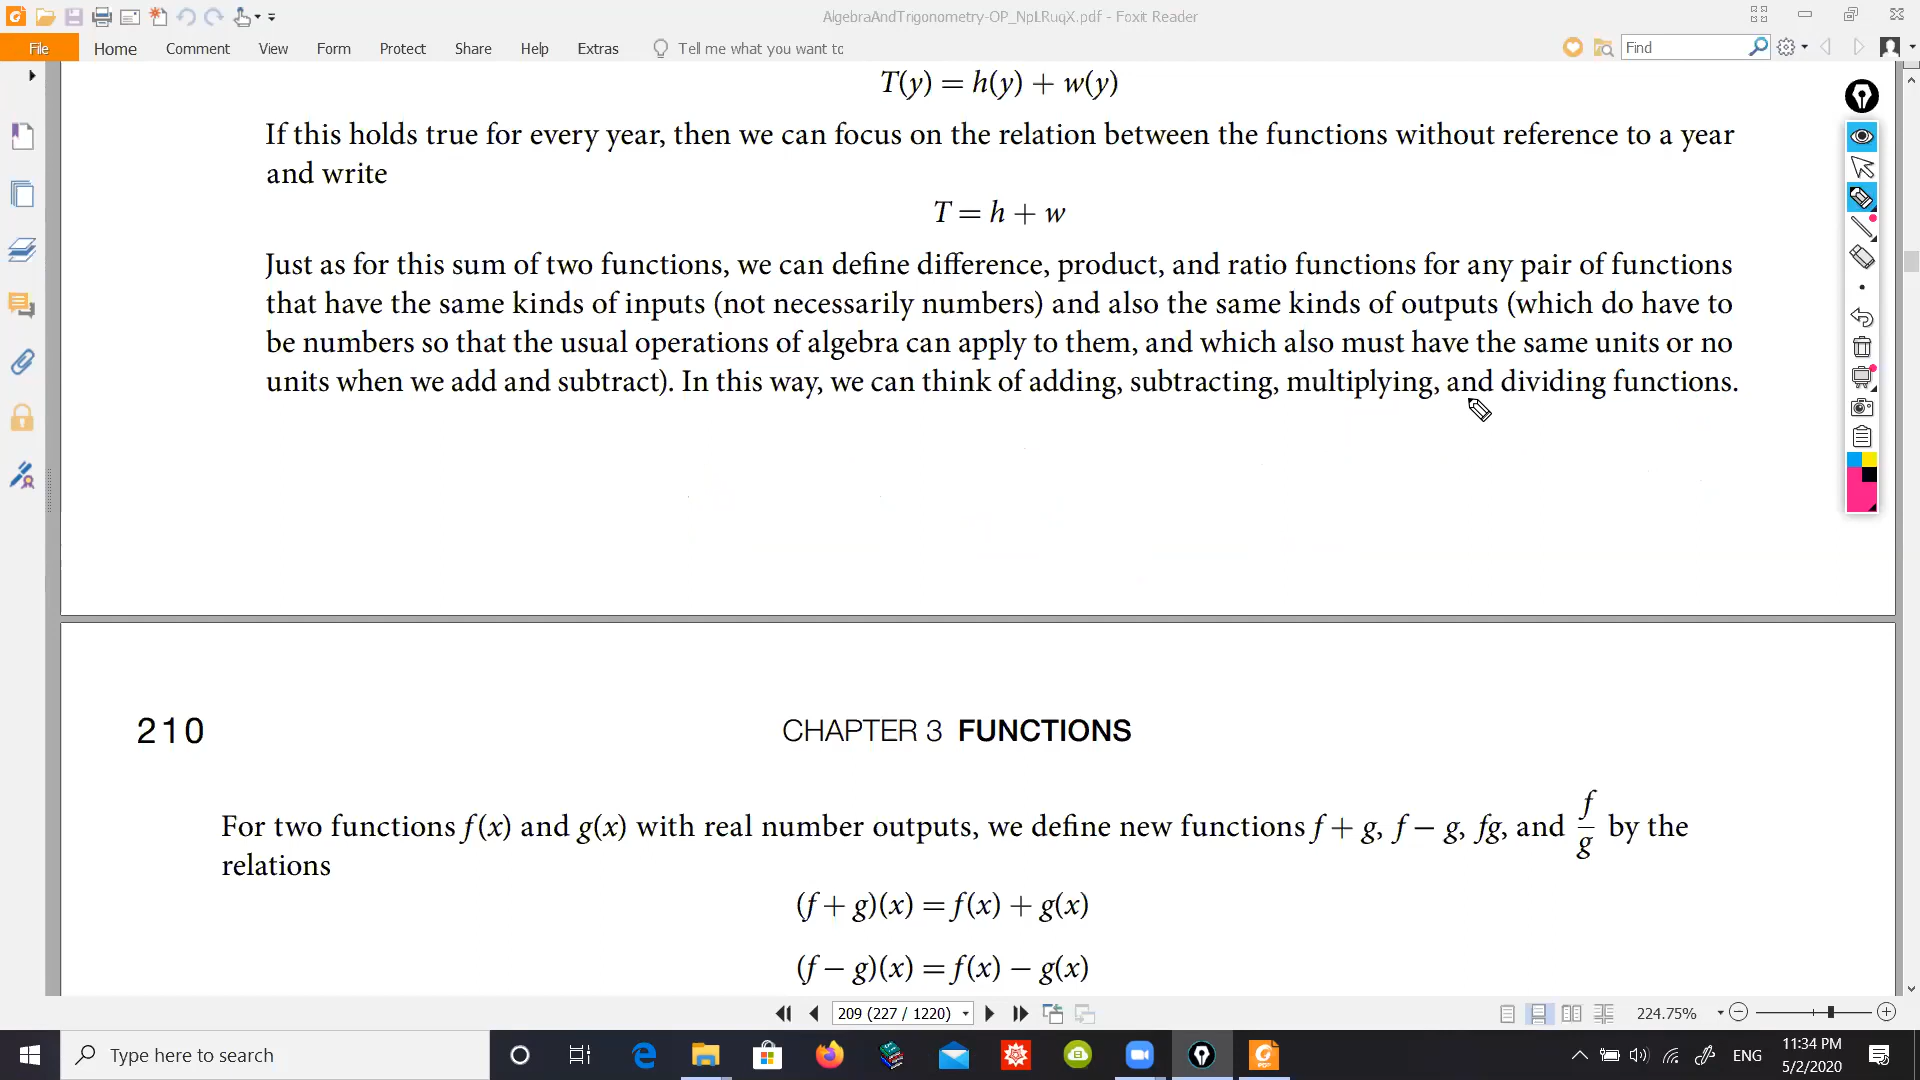 AlgebraAndTrigonometry-OP_NpLRuqX.pdf - Foxit Reader
File Home Comment View Form Protect Share Help Extras Tell me what you want to Find
T(y) = h(y) + w(y)
If this holds true for every year, then we can focus on the relation between the functions without reference to a year
and write
T = h + w
Just as for this sum of two functions, we can define difference, product, and ratio functions for any pair of functions
that have the same kinds of inputs (not necessarily numbers) and also the same kinds of outputs (which do have to
be numbers so that the usual operations of algebra can apply to them, and which also must have the same units or no
units when we add and subtract). In this way, we can think of adding, subtracting, multiplying, and dividing functions.
210 CHAPTER 3 FUNCTIONS
For two functions f(x) and g(x) with real number outputs, we define new functions f + g, f − g, fg, and f/g by the
relations
(f + g)(x) = f(x) + g(x)
(f − g)(x) = f(x) − g(x)
209 (227 / 1220) 224.75%
Type here to search ENG 11:34 PM
5/2/2020